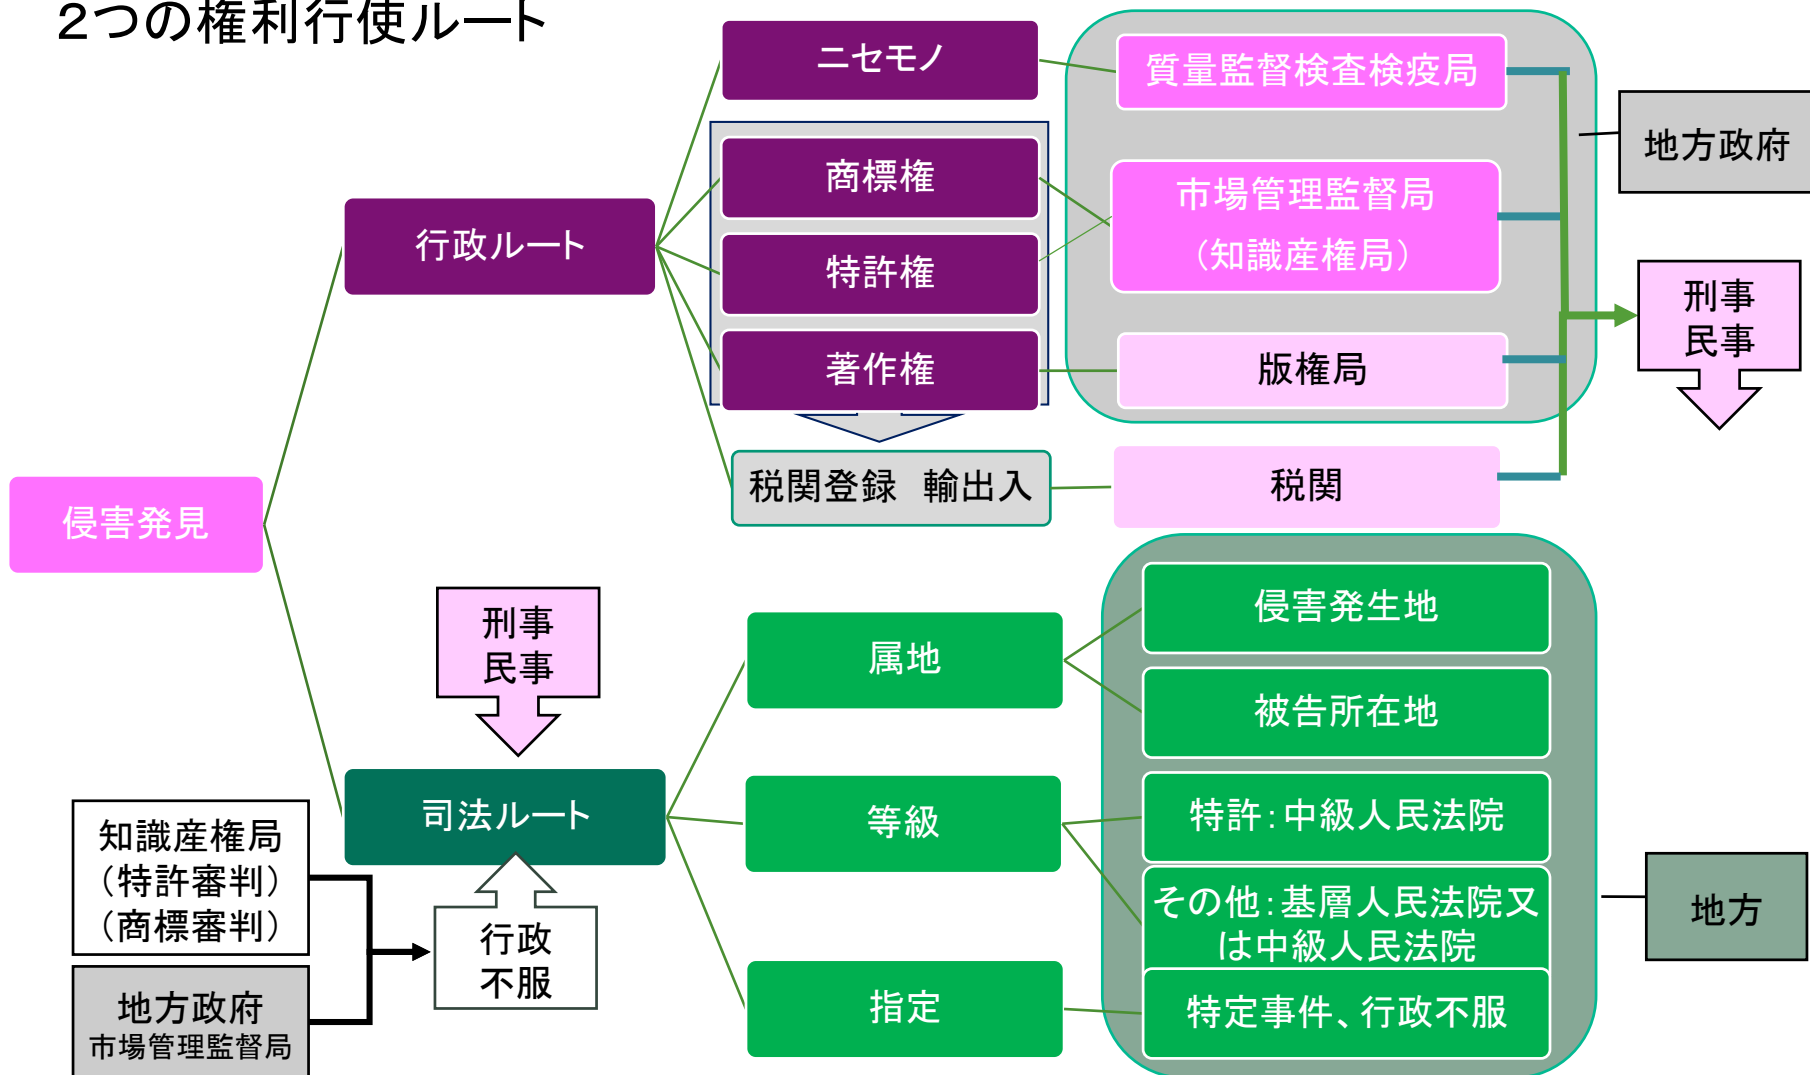 2つの権利行使ルート
ニセモノ
質量監督検査検疫局
地方政府
商標権
市場管理監督局
（知識産権局）
行政ルート
特許権
刑事
民事
著作権
版権局
税関登録　輸出入
税関
侵害発見
侵害発生地
刑事
民事
属地
被告所在地
司法ルート
等級
特許：中級人民法院
知識産権局
（特許審判）
（商標審判）
その他：基層人民法院又
は中級人民法院
地方
行政
不服
地方政府
市場管理監督局
指定
特定事件、行政不服